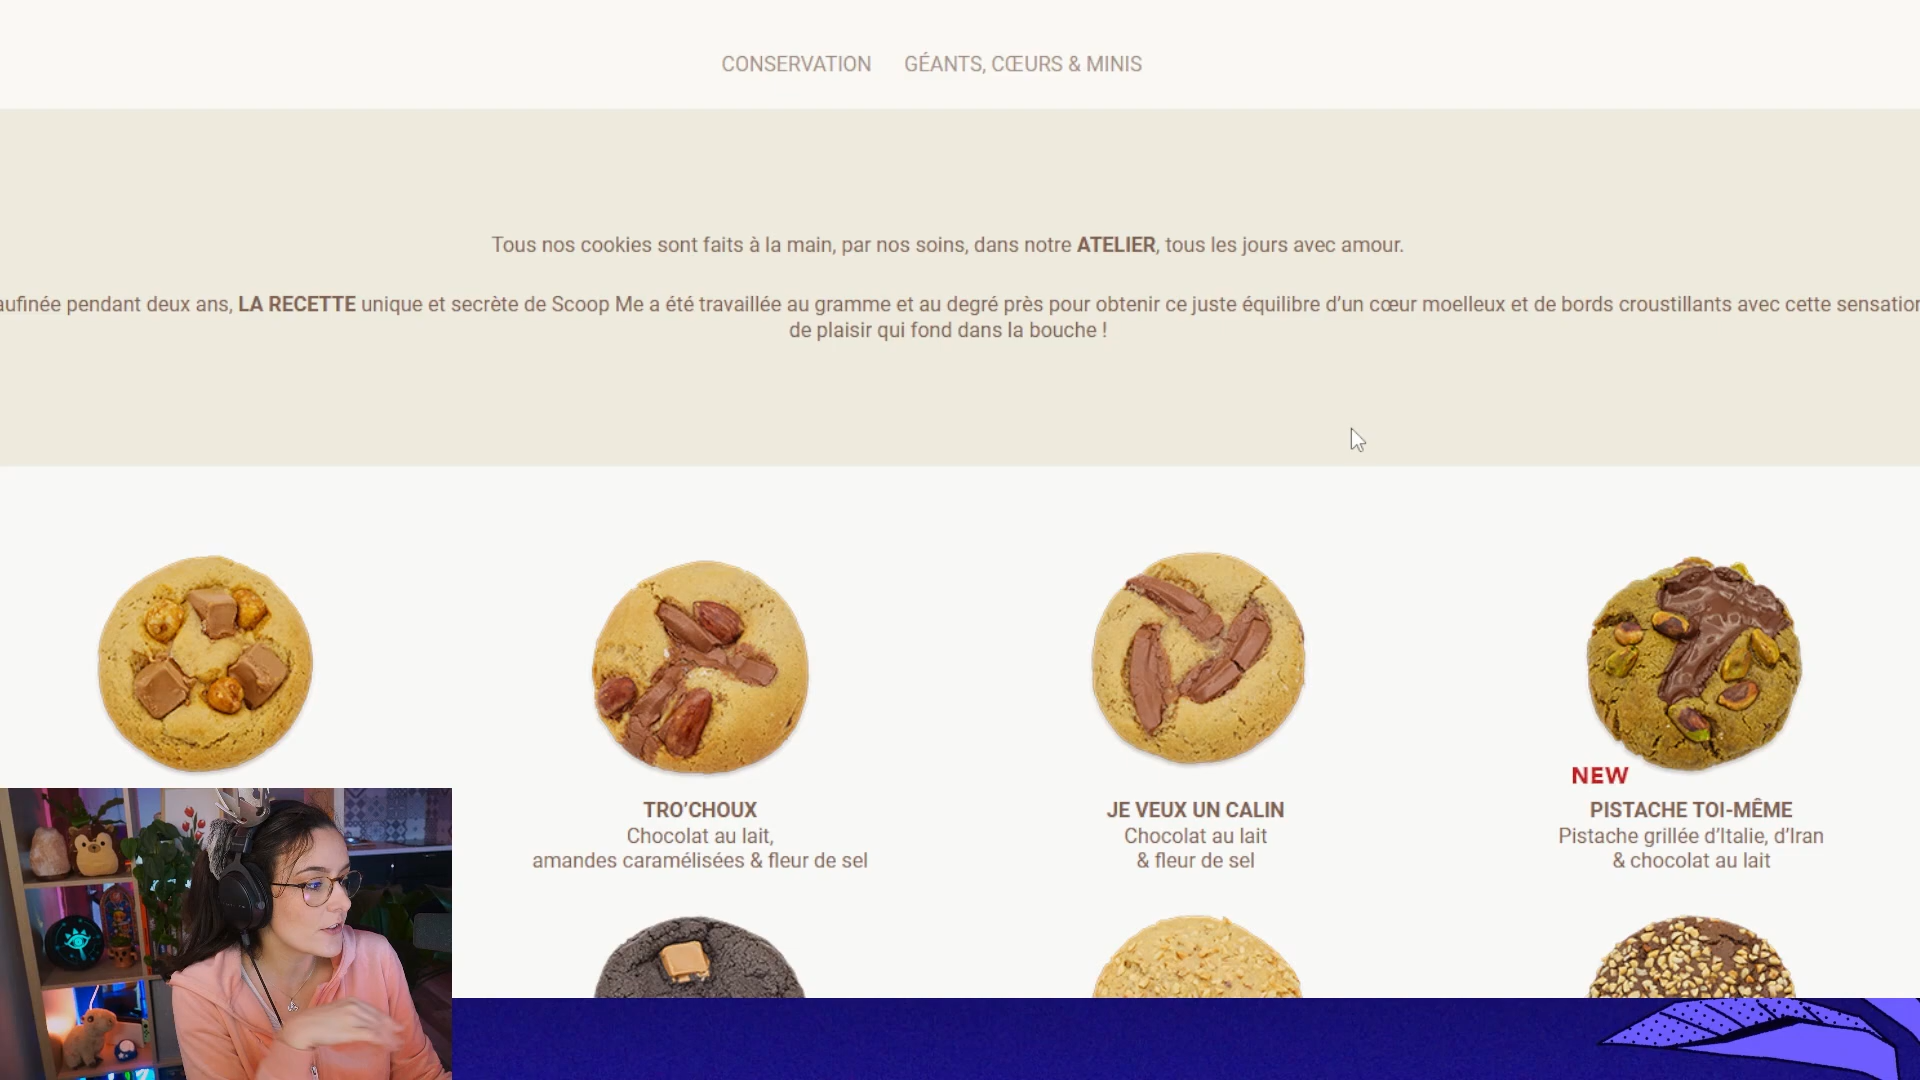 CONSERVATION GÉANTS, CŒURS & MINIS
Tous nos cookies sont faits à la main, par nos soins, dans notre ATELIER, tous les jours avec amour.
aufinée pendant deux ans, LA RECETTE unique et secrète de Scoop Me a été travaillée au gramme et au degré près pour obtenir ce juste équilibre d’un cœur moelleux et de bords croustillants avec cette sensation
de plaisir qui fond dans la bouche !
NEW
TRO’CHOUX
Chocolat au lait,
amandes caramélisées & fleur de sel
JE VEUX UN CALIN
Chocolat au lait
& fleur de sel
PISTACHE TOI-MÊME
Pistache grillée d’Italie, d’Iran
& chocolat au lait